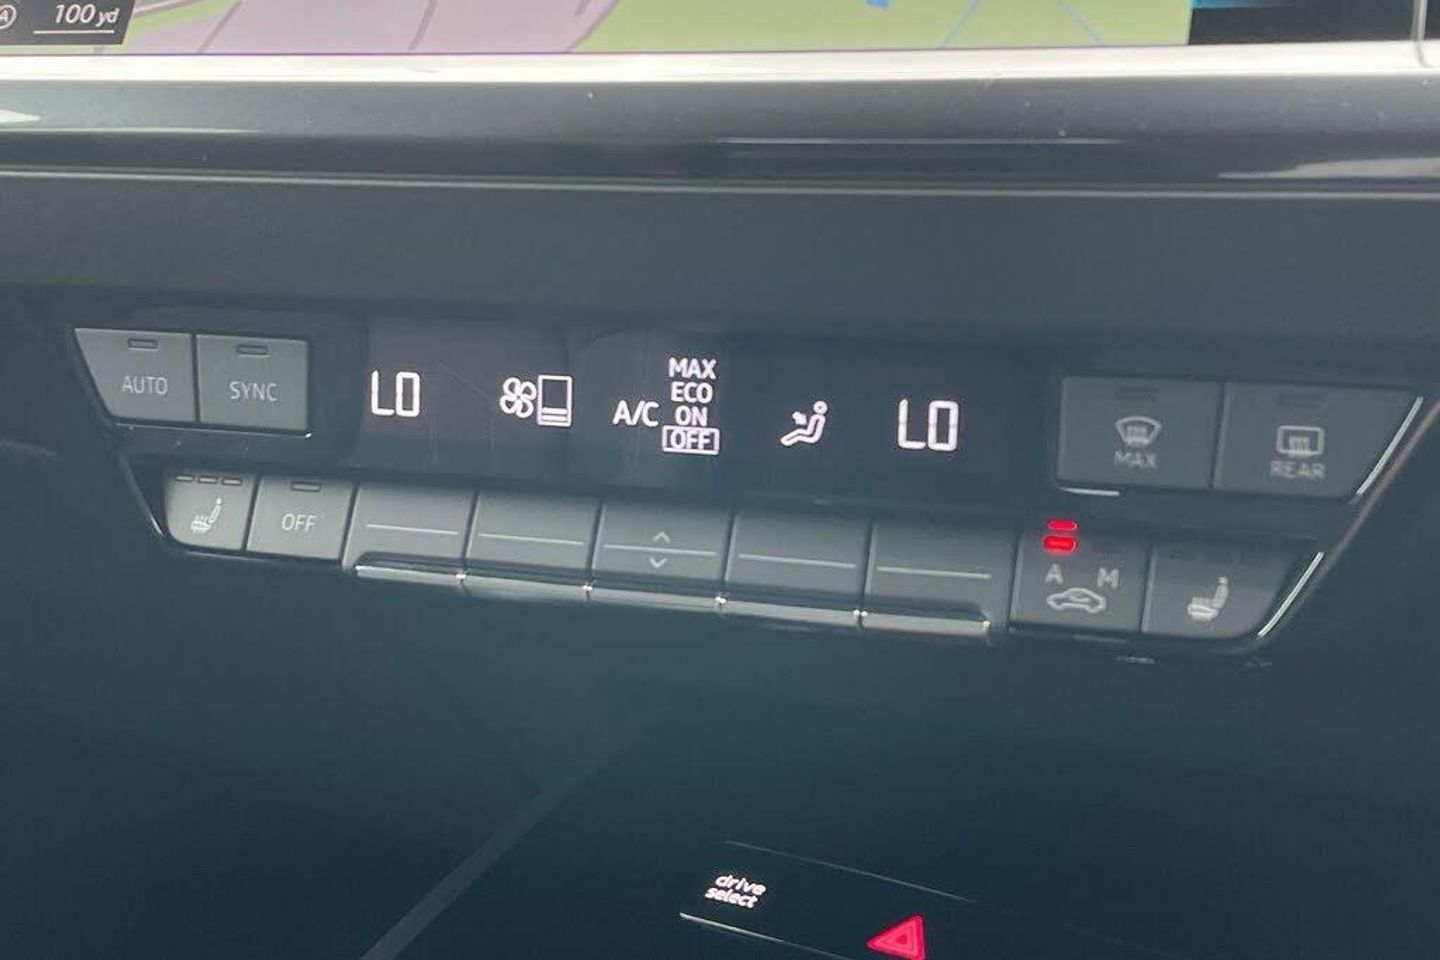 A 100 yd
AUTO SYNC LO A/C MAX ECO ON OFF LO MAX REAR
OFF A M
drive
select